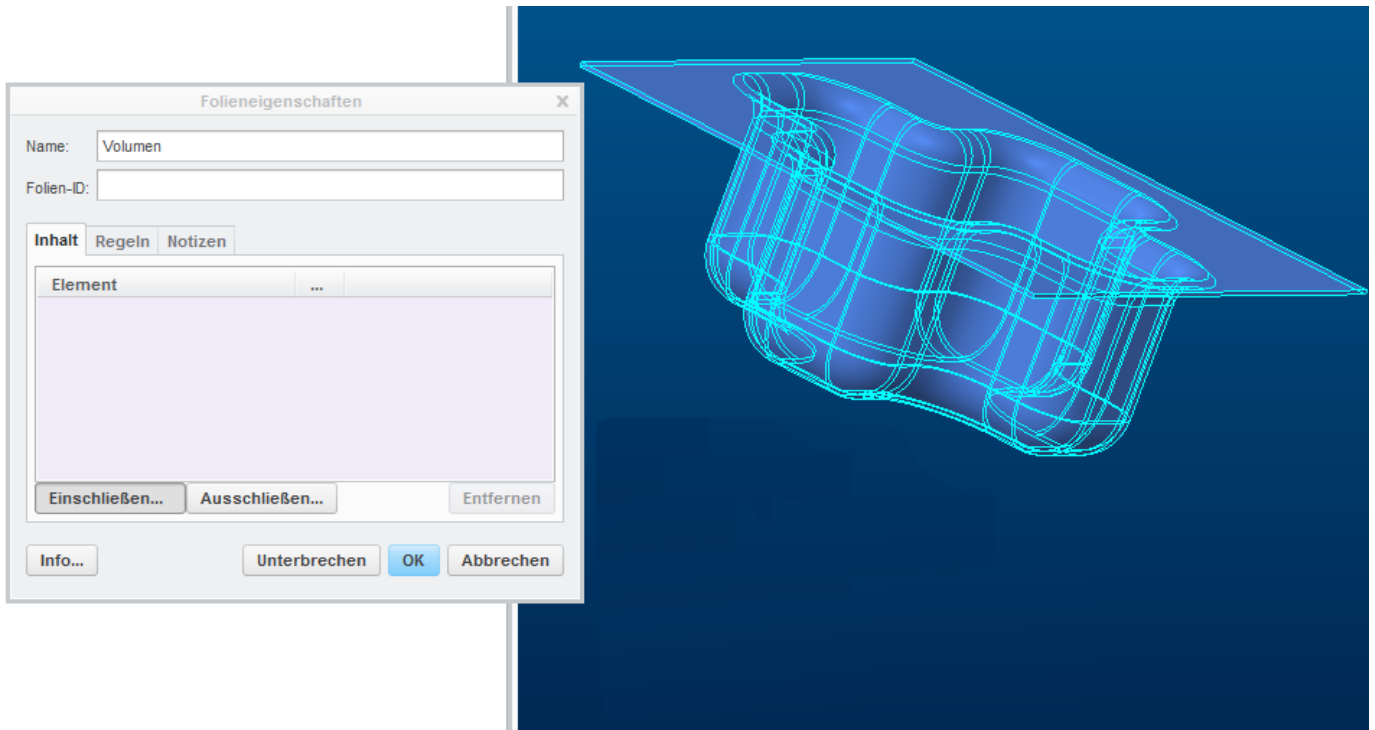 Folieneigenschaften
Name: Volumen
Folien-ID:
Inhalt Regeln Notizen
Element ...
Einschließen... Ausschließen... Entfernen
Info... Unterbrechen OK Abbrechen